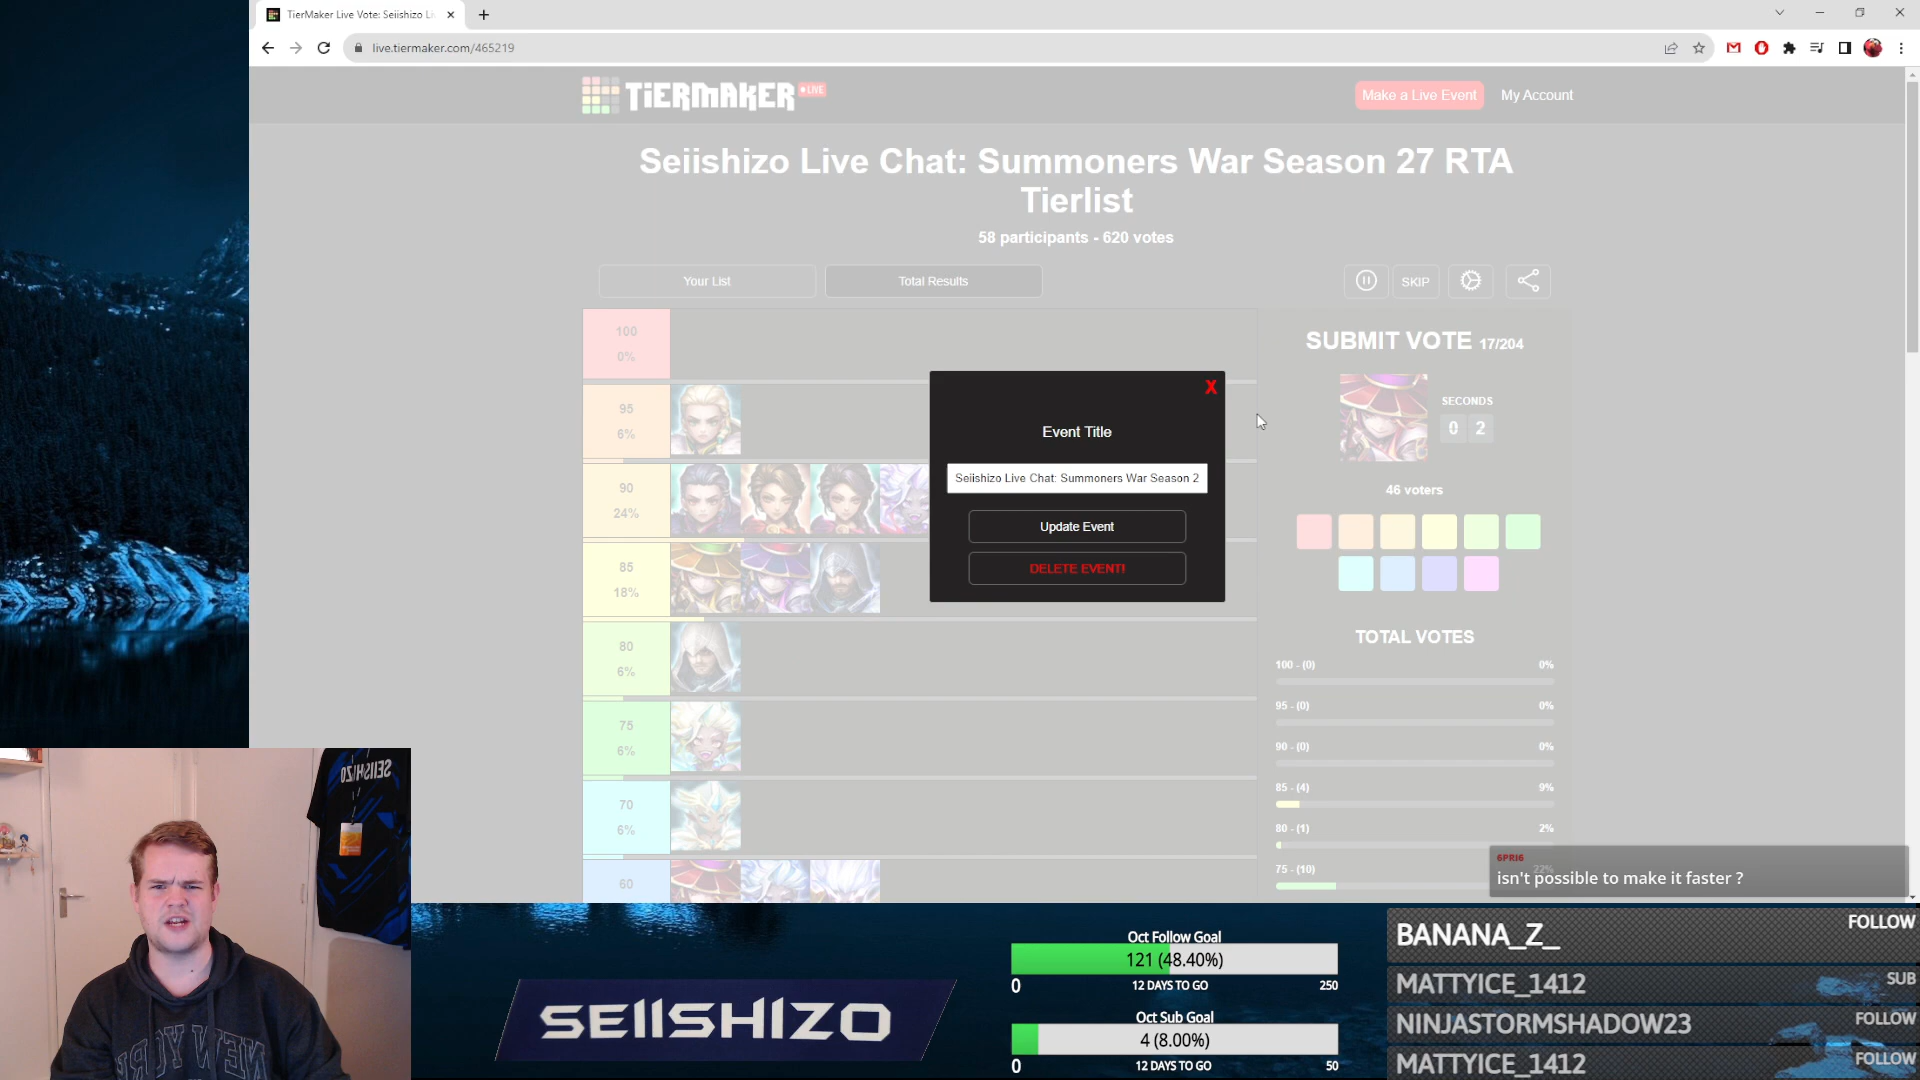 TierMaker Live Vote: Seiishizo Li
live.tiermaker.com/465219
TiERMAKER LIVE
Make a Live Event
My Account
Seiishizo Live Chat: Summoners War Season 27 RTA
Tierlist
58 participants - 620 votes
Your List
Total Results
SKIP
100
0%
95
6%
90
24%
85
18%
80
6%
75
6%
70
6%
60
X
Event Title
Seiishizo Live Chat: Summoners War Season 2
Update Event
DELETE EVENT!
SUBMIT VOTE 17/204
SECONDS
0 2
46 voters
TOTAL VOTES
100 - (0) 0%
95 - (0) 0%
90 - (0) 0%
85 - (4) 9%
80 - (1) 2%
75 - (10) 22%
6PRI6
isn't possible to make it faster ?
SEIISHIZO
NEW YORK
SEIISHIZO
Oct Follow Goal
121 (48.40%)
0 12 DAYS TO GO 250
Oct Sub Goal
4 (8.00%)
0 12 DAYS TO GO 50
BANANA_Z_ FOLLOW
MATTYICE_1412 SUB
NINJASTORMSHADOW23 FOLLOW
MATTYICE_1412 FOLLOW